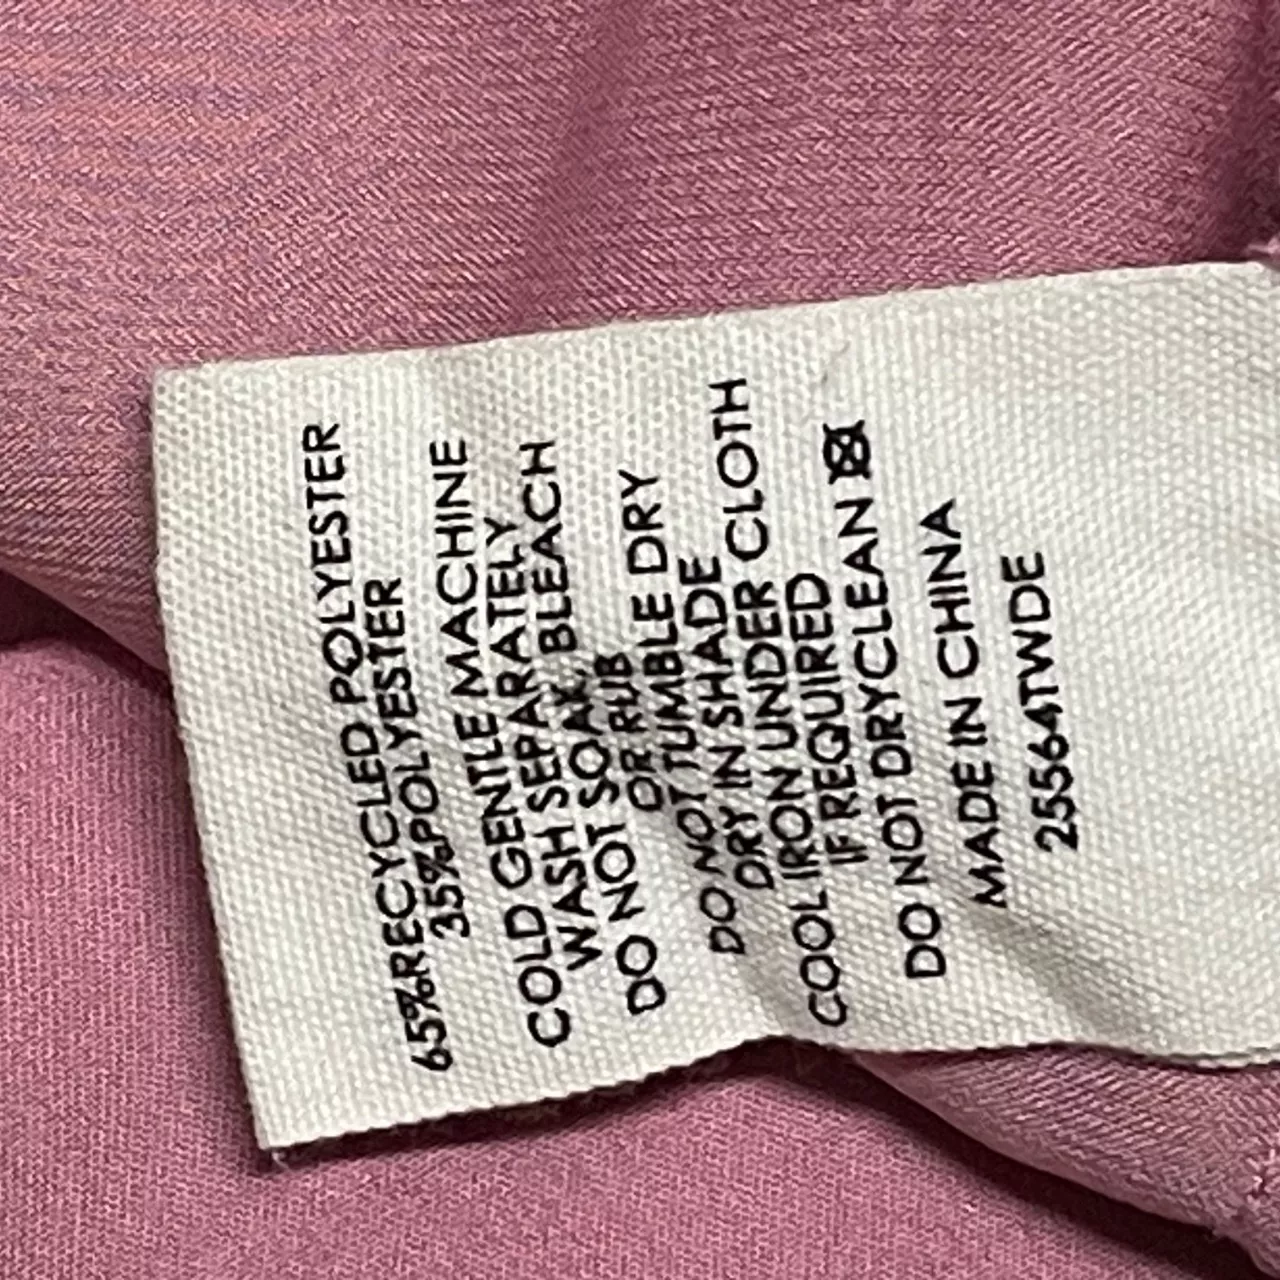 65%RECYCLED POLYESTER
35%POLYESTER
COLD GENTLE MACHINE
WASH SEPARATELY
DO NOT SOAK, BLEACH
OR RUB
DO NOT TUMBLE DRY
DRY IN SHADE
COOL IRON UNDER CLOTH
IF REQUIRED
DO NOT DRYCLEAN
MADE IN CHINA
25564TWDE